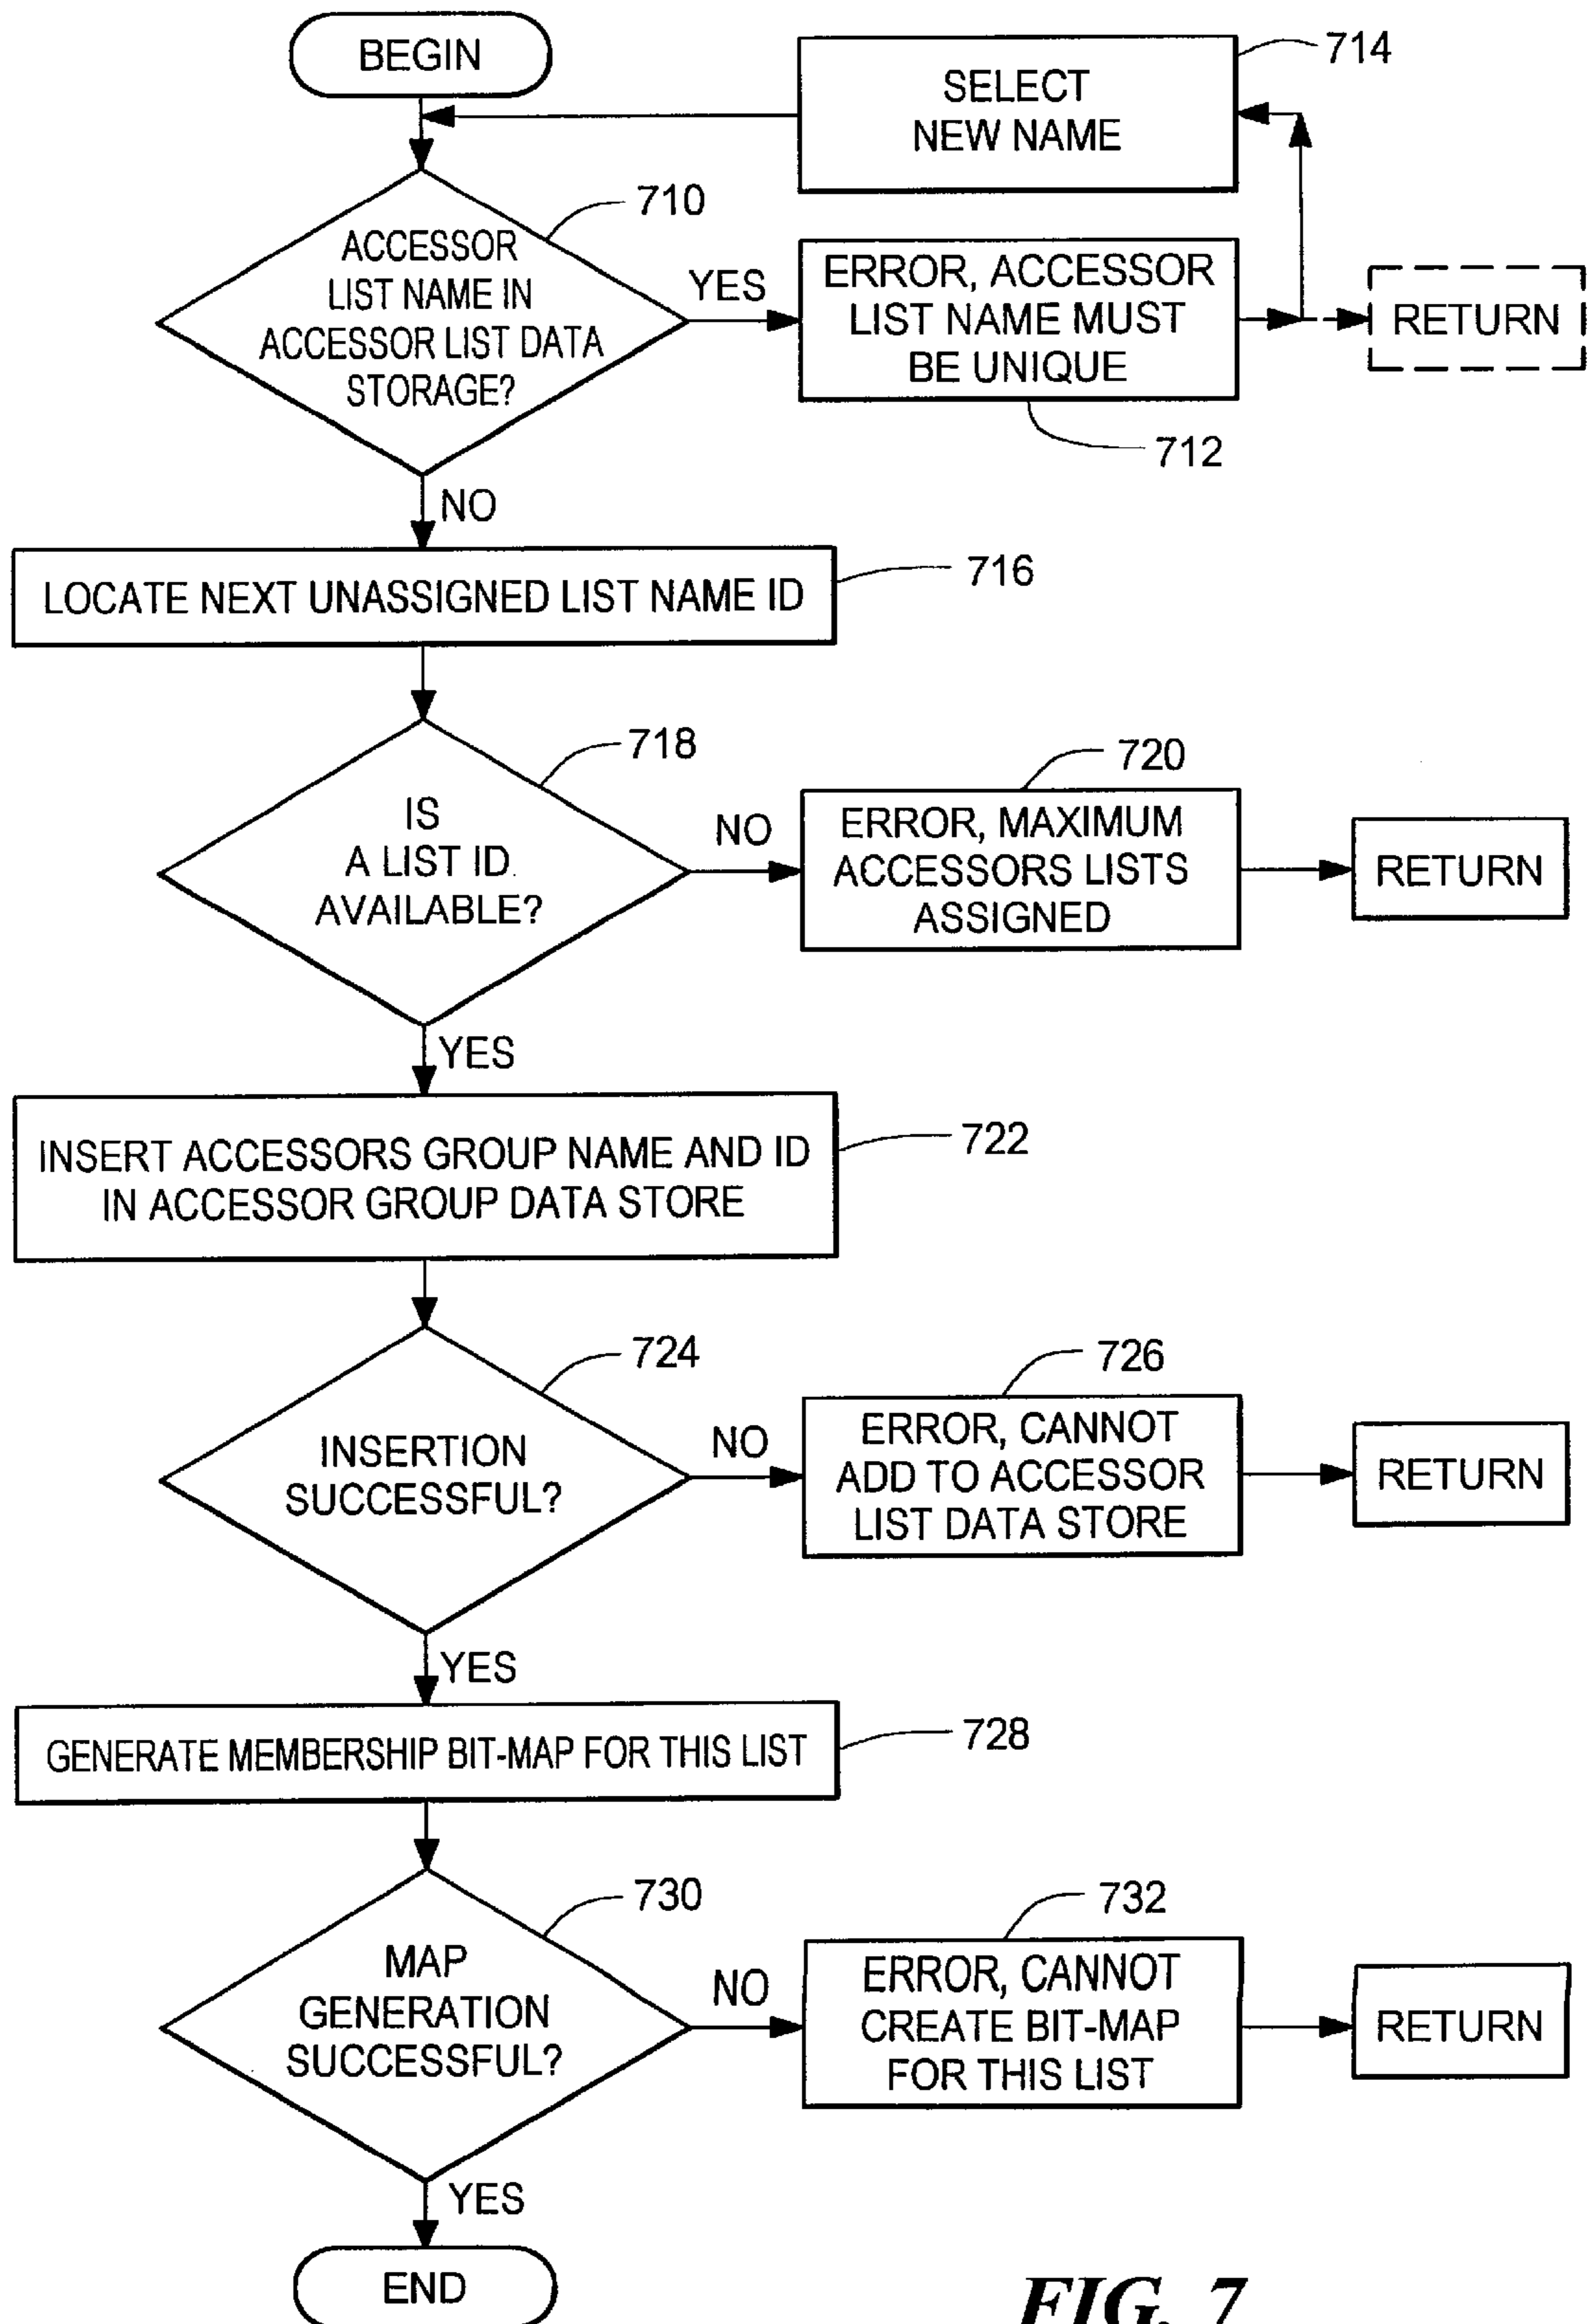 BEGIN
SELECT
NEW NAME
714
710
ACCESSOR
LIST NAME IN
ACCESSOR LIST DATA
STORAGE?
YES
ERROR, ACCESSOR
LIST NAME MUST
BE UNIQUE
712
RETURN
NO
LOCATE NEXT UNASSIGNED LIST NAME ID
716
718
IS
A LIST ID
AVAILABLE?
NO
720
ERROR, MAXIMUM
ACCESSORS LISTS
ASSIGNED
RETURN
YES
INSERT ACCESSORS GROUP NAME AND ID
IN ACCESSOR GROUP DATA STORE
722
724
INSERTION
SUCCESSFUL?
NO
726
ERROR, CANNOT
ADD TO ACCESSOR
LIST DATA STORE
RETURN
YES
GENERATE MEMBERSHIP BIT-MAP FOR THIS LIST
728
730
MAP
GENERATION
SUCCESSFUL?
NO
732
ERROR, CANNOT
CREATE BIT-MAP
FOR THIS LIST
RETURN
YES
END
FIG. 7